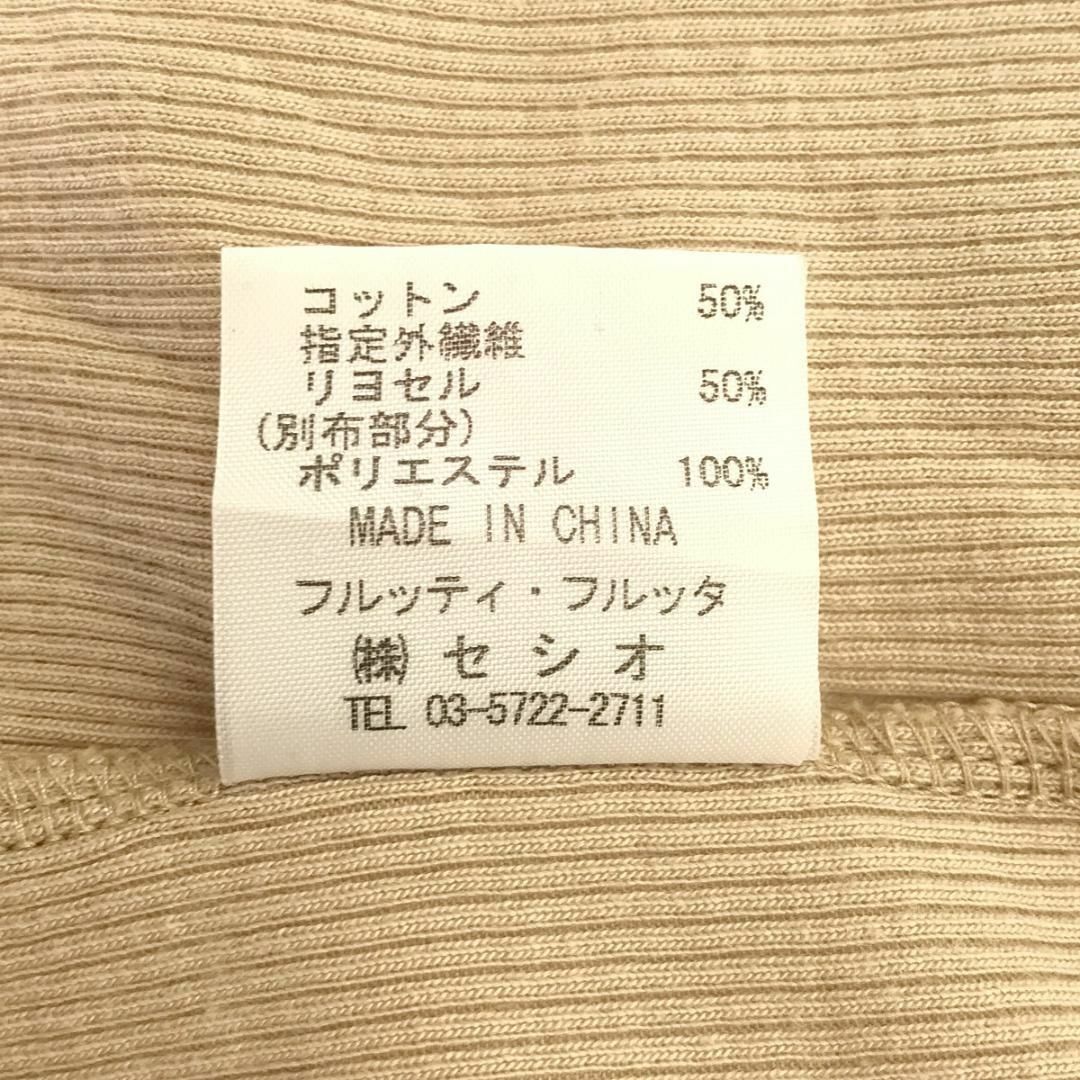 コットン 50%
指定外繊維
リヨセル 50%
(別布部分)
ポリエステル 100%
MADE IN CHINA
フルッティ・フルッタ
㈱セシオ
TEL 03-5722-2711